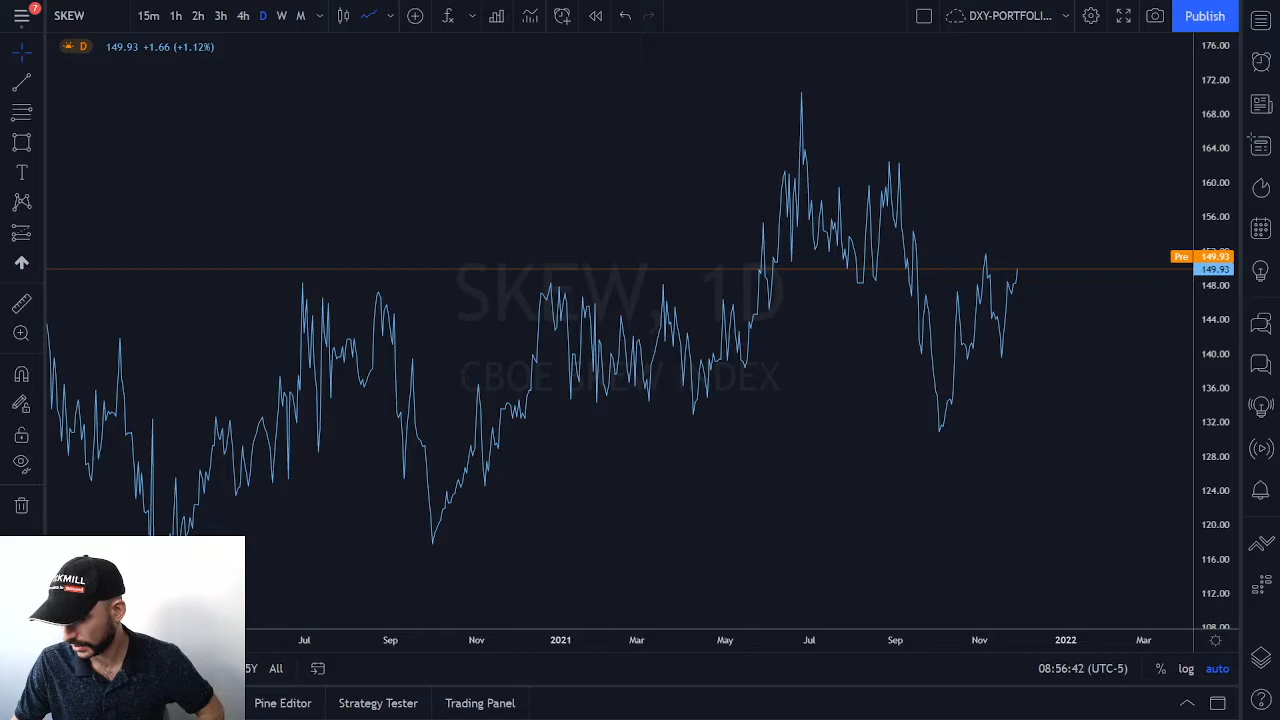 7
SKEW
15m 1h 2h 3h 4h D W M
DXY-PORTFOLI...
Publish
D 149.93 +1.66 (+1.12%)
176.00
172.00
168.00
164.00
160.00
156.00
Pre 149.93
149.93
148.00
144.00
140.00
136.00
132.00
128.00
124.00
120.00
116.00
112.00
108.00
SKEW, 1D
CBOE SKEW INDEX
Jul Sep Nov 2021 Mar May Jul Sep Nov 2022 Mar
5Y All
08:56:42 (UTC-5)
% log auto
Pine Editor Strategy Tester Trading Panel